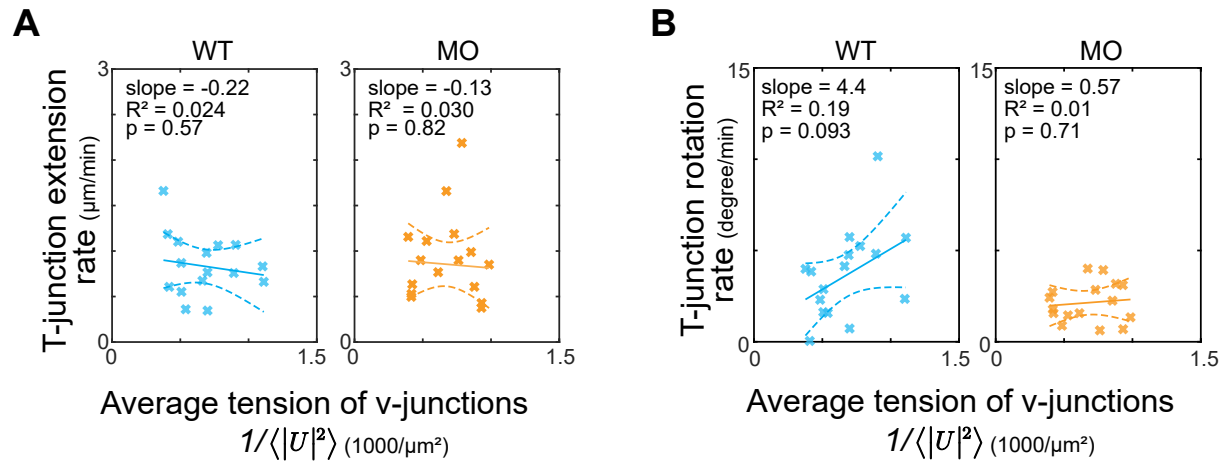 A
WT
MO
T-junction extension
rate (μm/min)
3
0
slope = -0.22
R² = 0.024
p = 0.57
0
1.5
3
0
slope = -0.13
R² = 0.030
p = 0.82
0
1.5
Average tension of v-junctions
1/⟨|U|²⟩ (1000/μm²)
B
WT
MO
T-junction rotation
rate (degree/min)
15
0
slope = 4.4
R² = 0.19
p = 0.093
0
1.5
15
0
slope = 0.57
R² = 0.01
p = 0.71
0
1.5
Average tension of v-junctions
1/⟨|U|²⟩ (1000/μm²)